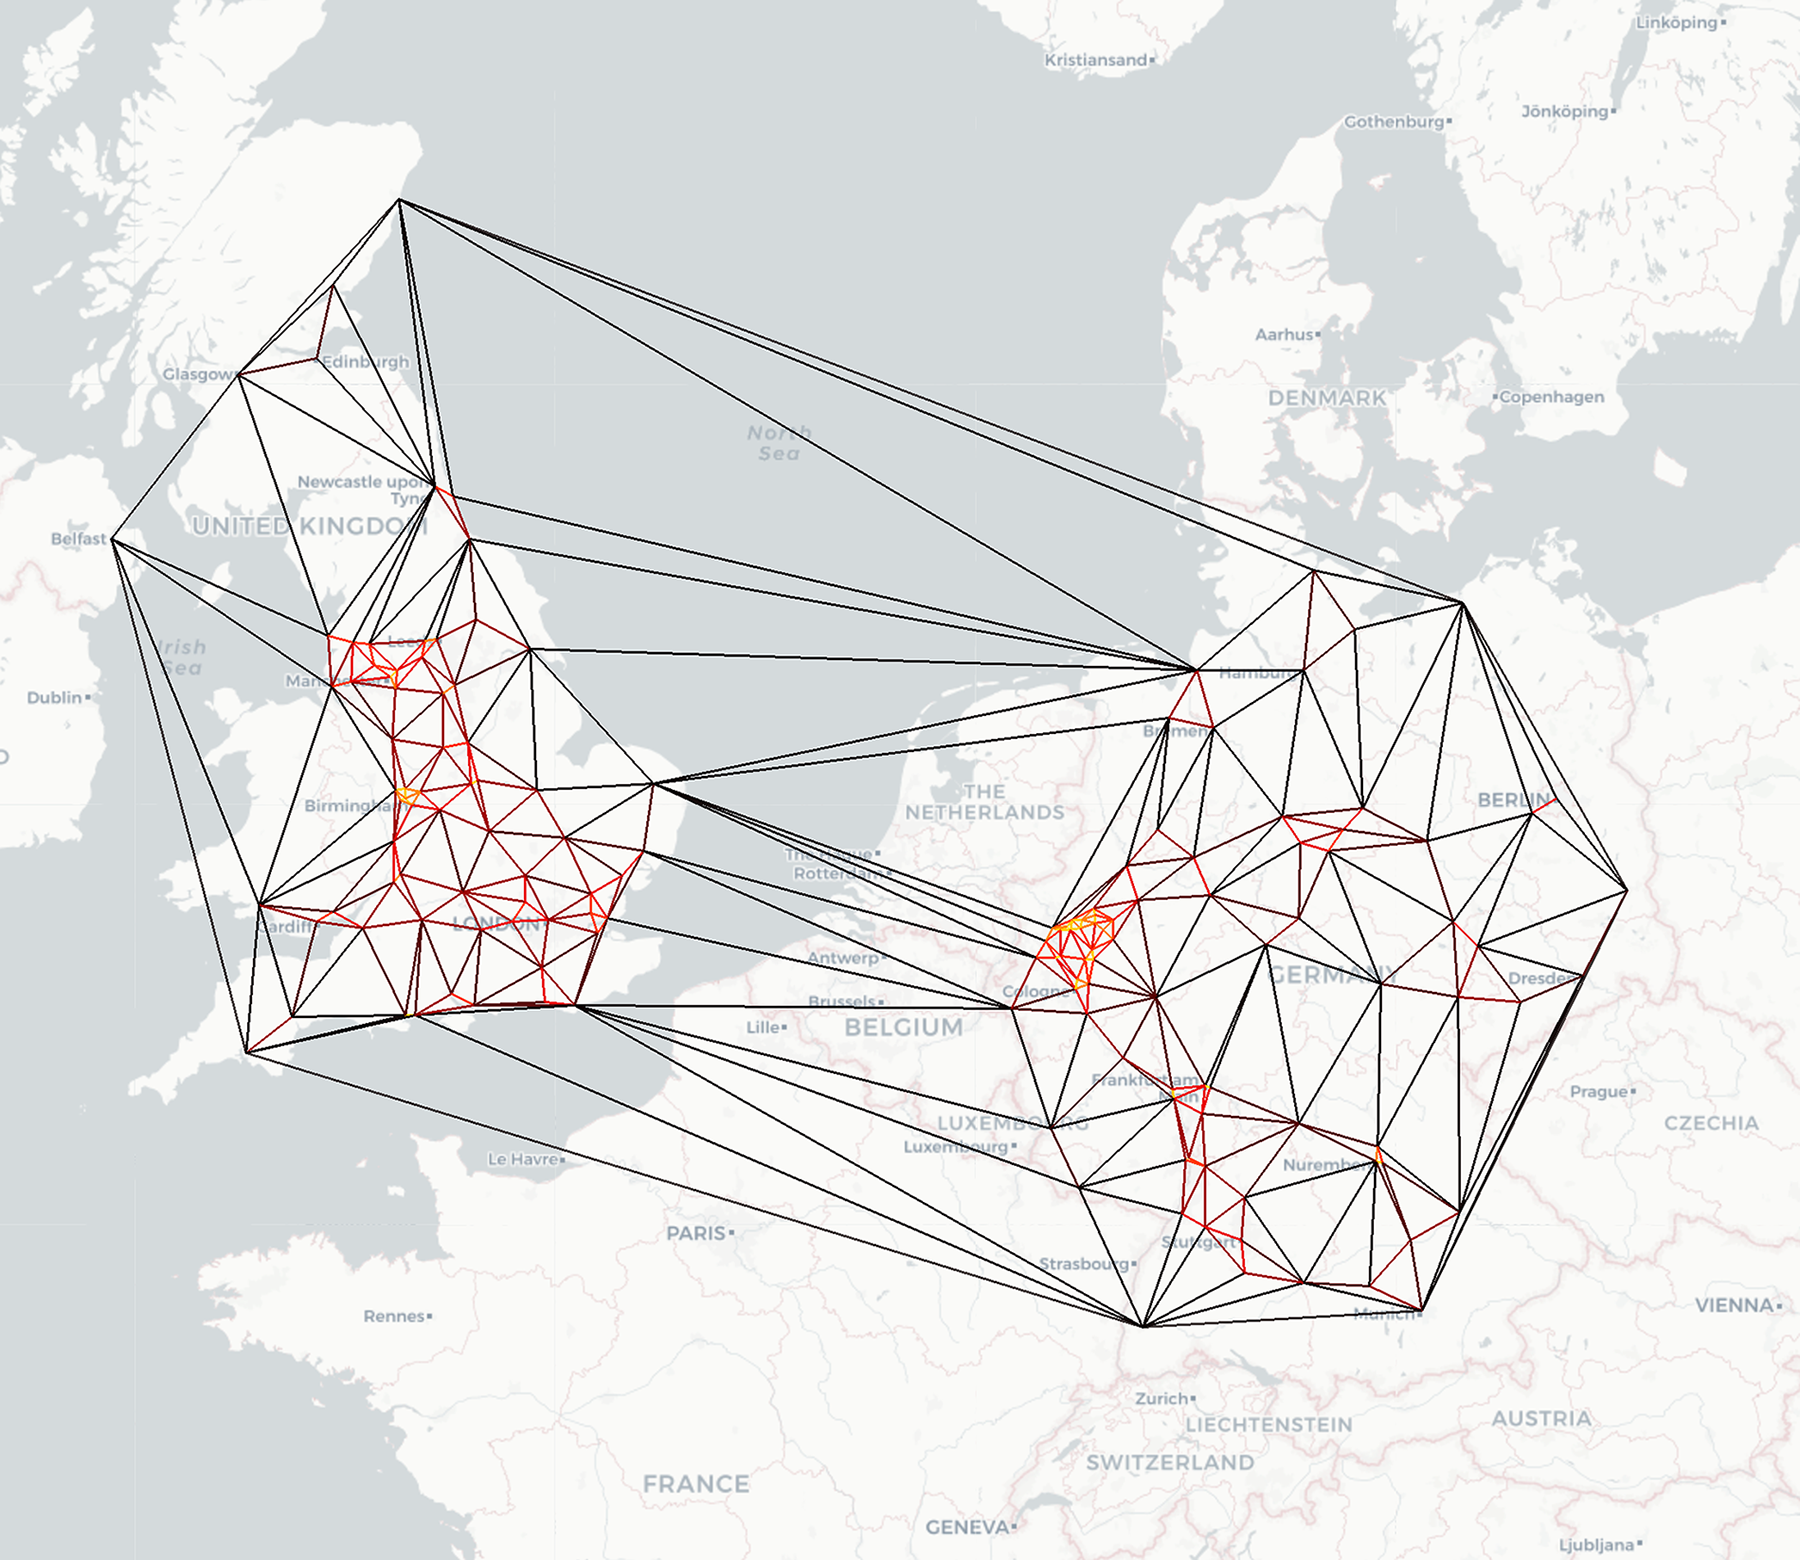 Linköping
Kristiansand
Jönköping
Gothenburg
Aarhus
Edinburgh
Glasgow
DENMARK
Copenhagen
North
Sea
Newcastle upon
Tyne
UNITED KINGDOM
Belfast
Irish
Sea
Leeds
Manchester
Hamburg
Dublin
Bremen
THE
NETHERLANDS
BERLIN
Birmingham
The Hague
Rotterdam
Cardiff
LONDON
Antwerp
GERMANY
Dresden
Cologne
Brussels
Lille
BELGIUM
Frankfurt am
Main
Prague
LUXEMBOURG
CZECHIA
Luxembourg
Le Havre
Nuremberg
PARIS
Stuttgart
Strasbourg
Rennes
Munich
VIENNA
Zurich
LIECHTENSTEIN
AUSTRIA
SWITZERLAND
FRANCE
GENEVA
Ljubljana